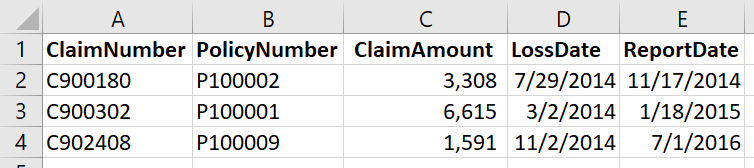 A B C D E
1 ClaimNumber PolicyNumber ClaimAmount LossDate ReportDate
2 C900180 P100002 3,308 7/29/2014 11/17/2014
3 C900302 P100001 6,615 3/2/2014 1/18/2015
4 C902408 P100009 1,591 11/2/2014 7/1/2016